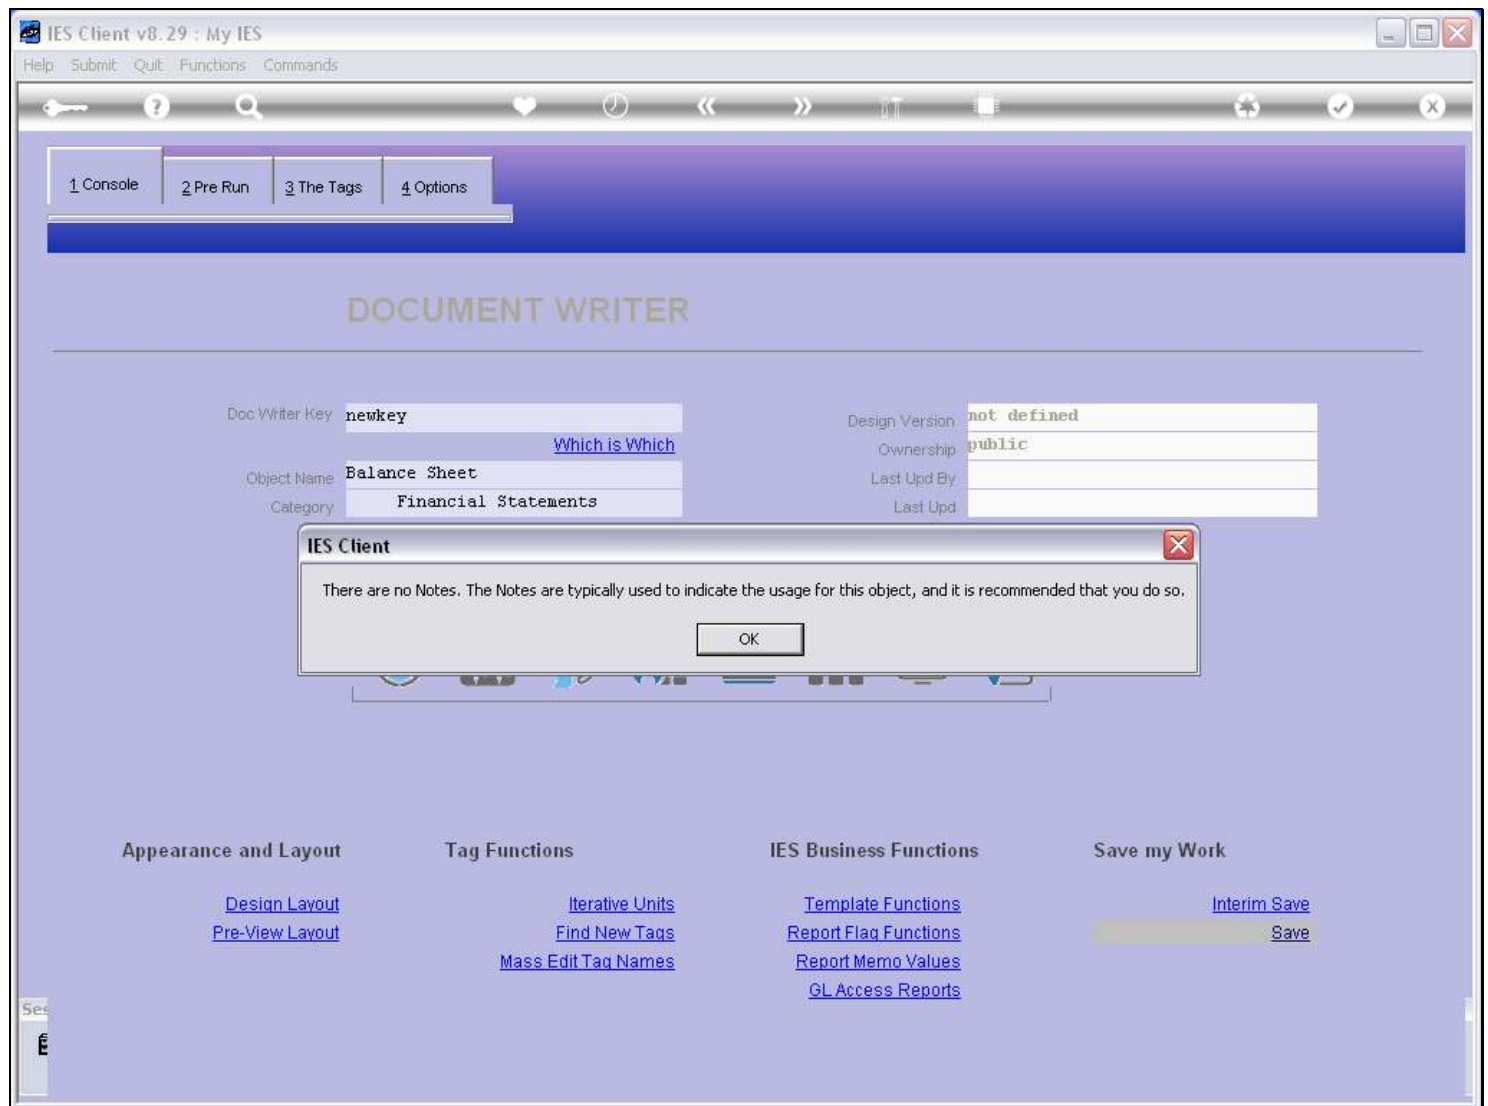 IES Client v8.29 : My IES
Help Submit Quit Functions Commands
1 Console 2 Pre Run 3 The Tags 4 Options
DOCUMENT WRITER
Doc Writer Key newkey
Which is Which
Object Name Balance Sheet
Category Financial Statements
Design Version not defined
Ownership public
Last Upd By
Last Upd
IES Client
There are no Notes. The Notes are typically used to indicate the usage for this object, and it is recommended that you do so.
OK
Appearance and Layout
Design Layout
Pre-View Layout
Tag Functions
Iterative Units
Find New Tags
Mass Edit Tag Names
IES Business Functions
Template Functions
Report Flag Functions
Report Memo Values
GL Access Reports
Save my Work
Interim Save
Save